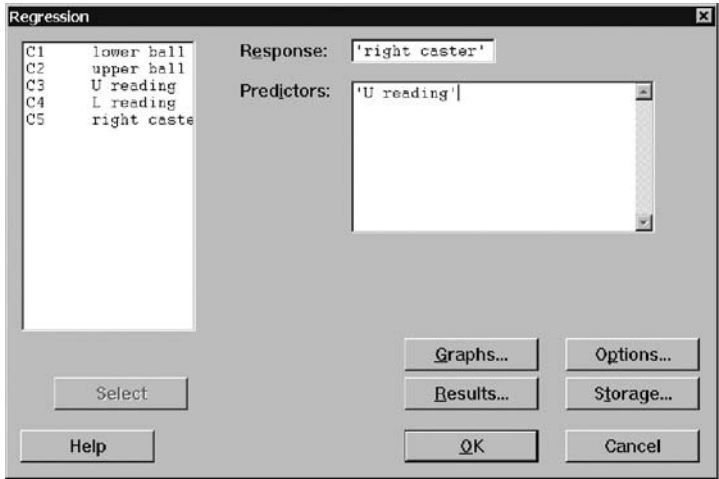 Regression
C1 lower ball
C2 upper ball
C3 U reading
C4 L reading
C5 right caste
Response: 'right caster'
Predictors: 'U reading'
Graphs... Options...
Select Results... Storage...
Help OK Cancel